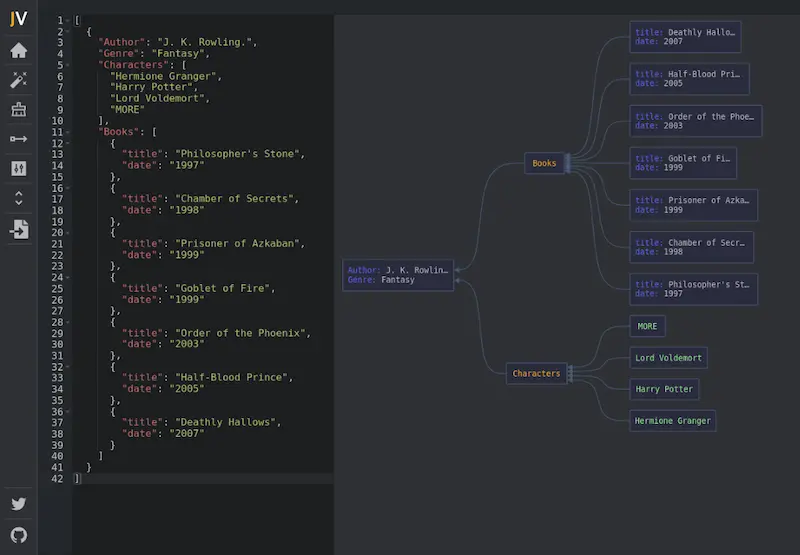 JV
1 [
2 {
3 "Author": "J. K. Rowling.",
4 "Genre": "Fantasy",
5 "Characters": [
6 "Hermione Granger",
7 "Harry Potter",
8 "Lord Voldemort",
9 "MORE"
10 ],
11 "Books": [
12 {
13 "title": "Philosopher's Stone",
14 "date": "1997"
15 },
16 {
17 "title": "Chamber of Secrets",
18 "date": "1998"
19 },
20 {
21 "title": "Prisoner of Azkaban",
22 "date": "1999"
23 },
24 {
25 "title": "Goblet of Fire",
26 "date": "1999"
27 },
28 {
29 "title": "Order of the Phoenix",
30 "date": "2003"
31 },
32 {
33 "title": "Half-Blood Prince",
34 "date": "2005"
35 },
36 {
37 "title": "Deathly Hallows",
38 "date": "2007"
39 }
40 ]
41 }
42 ]
Author: J. K. Rowlin…
Genre: Fantasy
Books
title: Deathly Hallo…
date: 2007
title: Half-Blood Pri…
date: 2005
title: Order of the Phoe…
date: 2003
title: Goblet of Fi…
date: 1999
title: Prisoner of Azka…
date: 1999
title: Chamber of Secr…
date: 1998
title: Philosopher's St…
date: 1997
Characters
MORE
Lord Voldemort
Harry Potter
Hermione Granger